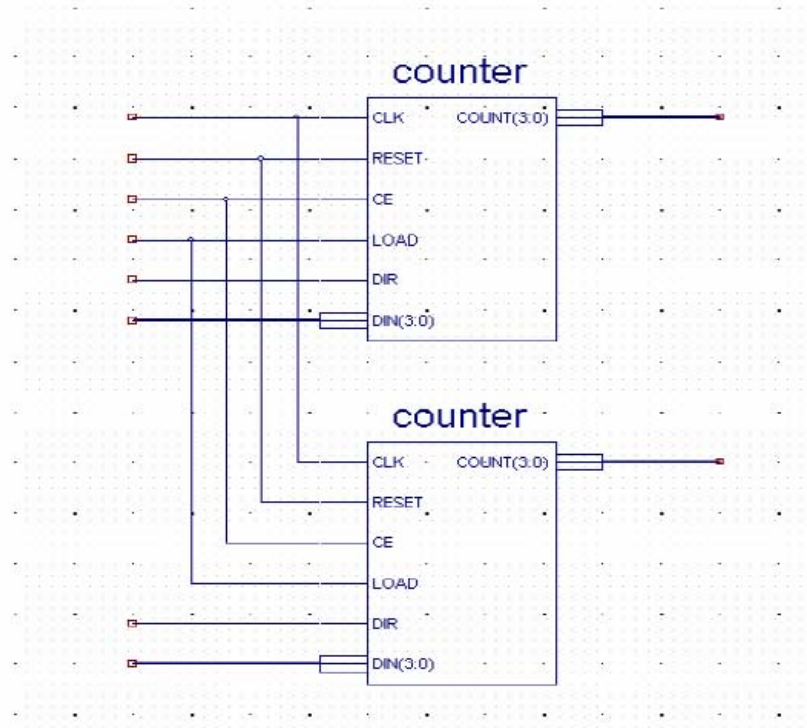 counter
CLK COUNT(3:0)
RESET
CE
LOAD
DIR
DIN(3:0)
counter
CLK COUNT(3:0)
RESET
CE
LOAD
DIR
DIN(3:0)